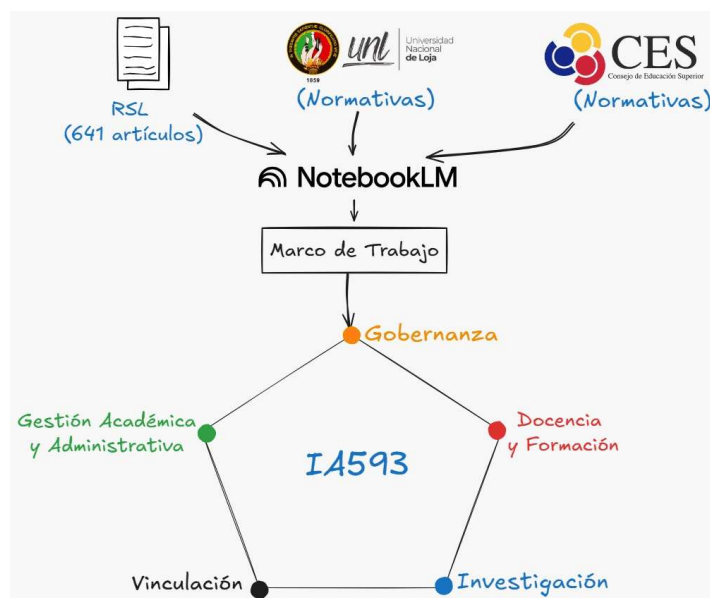 1859
unl
Universidad
Nacional
de Loja
CES
Consejo de Educación Superior
RSL
(641 artículos)
(Normativas)
(Normativas)
NotebookLM
Marco de Trabajo
Gobernanza
Gestión Académica
y Administrativa
Docencia
y Formación
IA593
Vinculación
Investigación